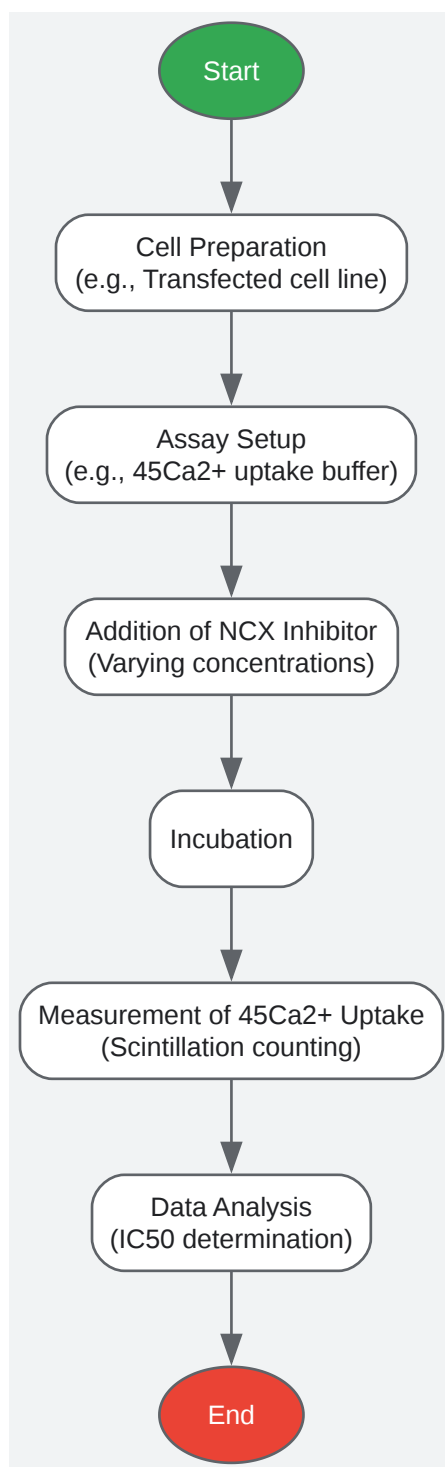 Start
Cell Preparation
(e.g., Transfected cell line)
Assay Setup
(e.g., 45Ca2+ uptake buffer)
Addition of NCX Inhibitor
(Varying concentrations)
Incubation
Measurement of 45Ca2+ Uptake
(Scintillation counting)
Data Analysis
(IC50 determination)
End